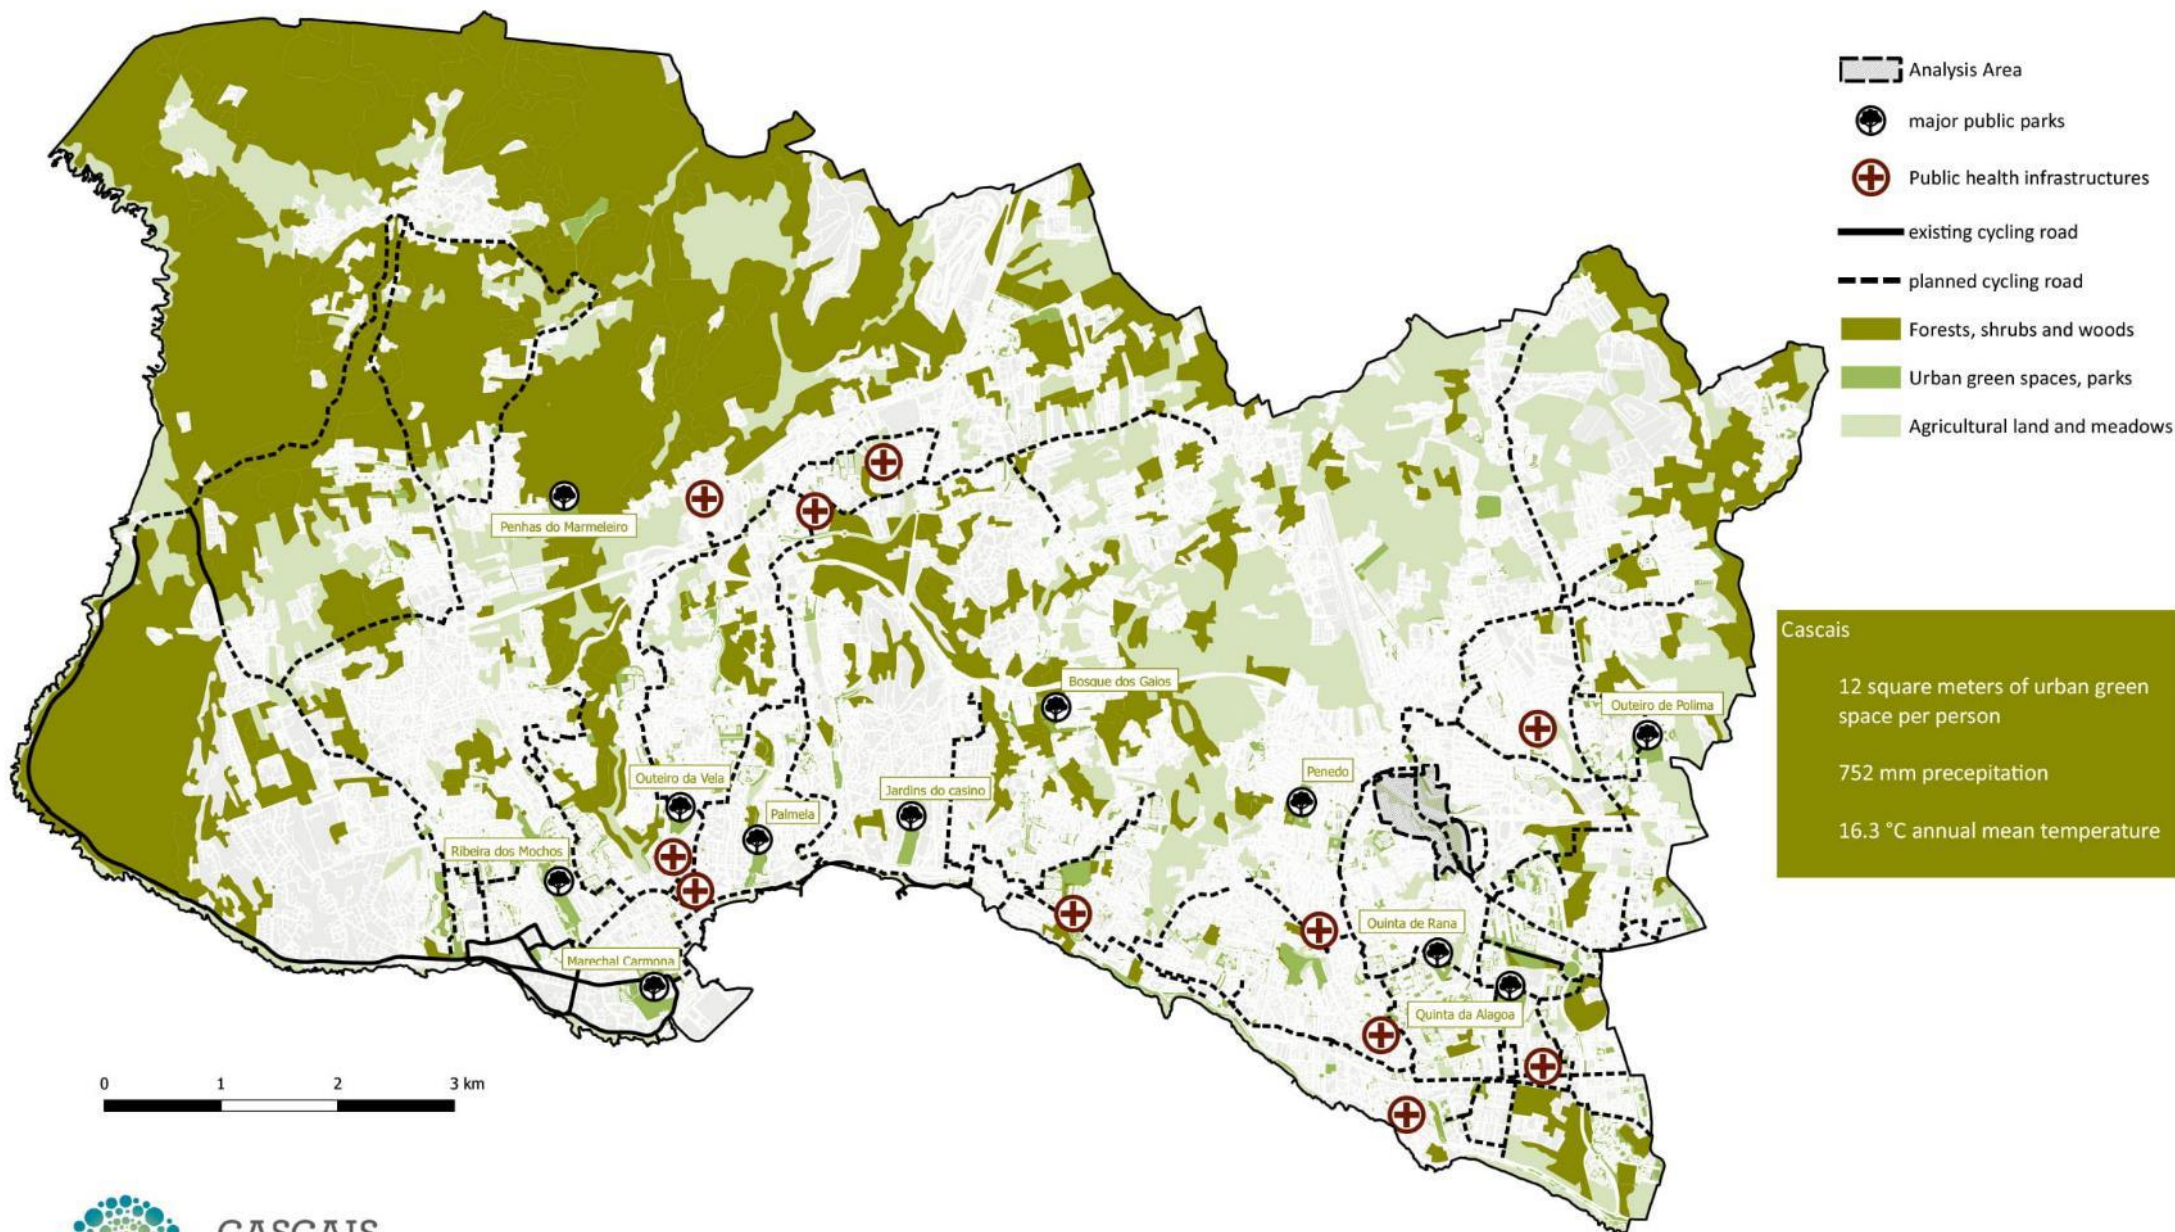 Analysis Area
major public parks
Public health infrastructures
existing cycling road
planned cycling road
Forests, shrubs and woods
Urban green spaces, parks
Agricultural land and meadows
Penhas do Marmeleiro
Bosque dos Gaios
Outeiro de Polima
Outeiro da Vela
Penedo
Jardins do casino
Palmela
Ribeira dos Mochos
Quinta de Rana
Marechal Carmona
Quinta da Alagoa
Cascais
12 square meters of urban green
space per person
752 mm precepitation
16.3 °C annual mean temperature
0 1 2 3 km
CASCAIS